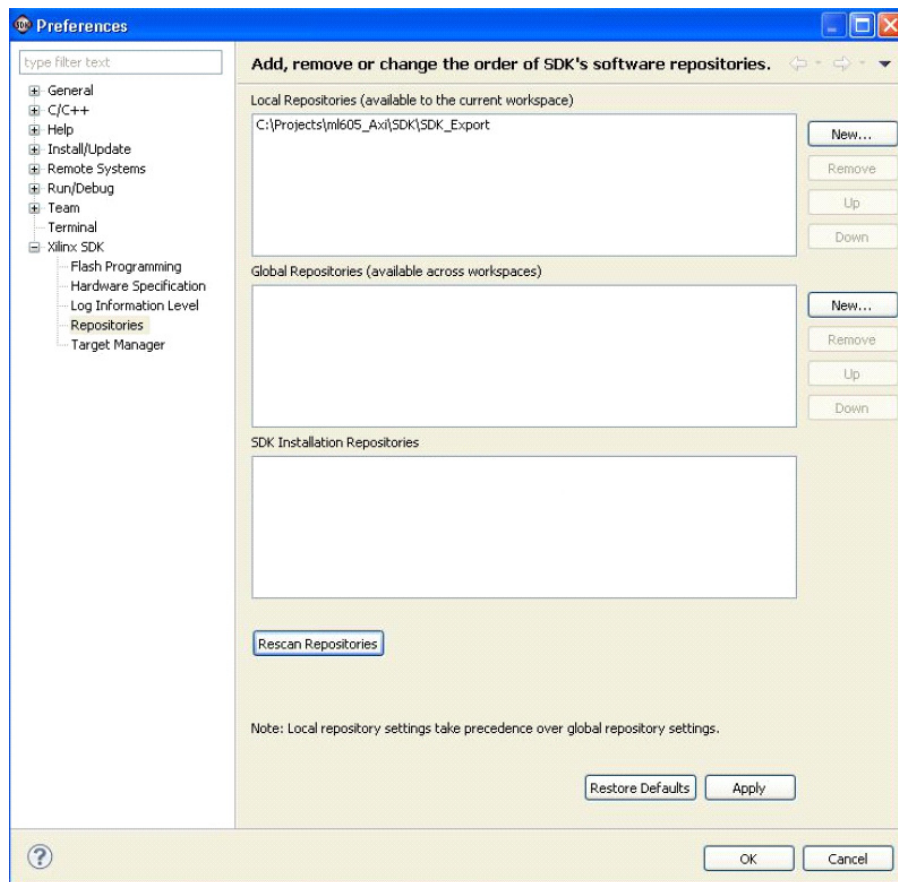 SDK Preferences
type filter text
General
C/C++
Help
Install/Update
Remote Systems
Run/Debug
Team
Terminal
Xilinx SDK
Flash Programming
Hardware Specification
Log Information Level
Repositories
Target Manager
Add, remove or change the order of SDK's software repositories.
Local Repositories (available to the current workspace)
C:\Projects\ml605_Axi\SDK\SDK_Export
New...
Remove
Up
Down
Global Repositories (available across workspaces)
New...
Remove
Up
Down
SDK Installation Repositories
Rescan Repositories
Note: Local repository settings take precedence over global repository settings.
Restore Defaults Apply
? OK Cancel